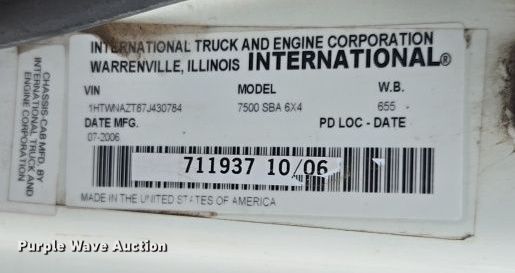 INTERNATIONAL TRUCK AND ENGINE CORPORATION
WARRENVILLE, ILLINOIS INTERNATIONAL®
VIN MODEL W.B.
1HTWNAZT67J430784 7500 SBA 6X4 655 -
DATE MFG. PD LOC - DATE
07-2006
711937 10/06
MADE IN THE UNITED STATES OF AMERICA
CHASSIS-CAB MFD. BY
INTERNATIONAL TRUCK AND
ENGINE CORPORATION
Purple Wave Auction